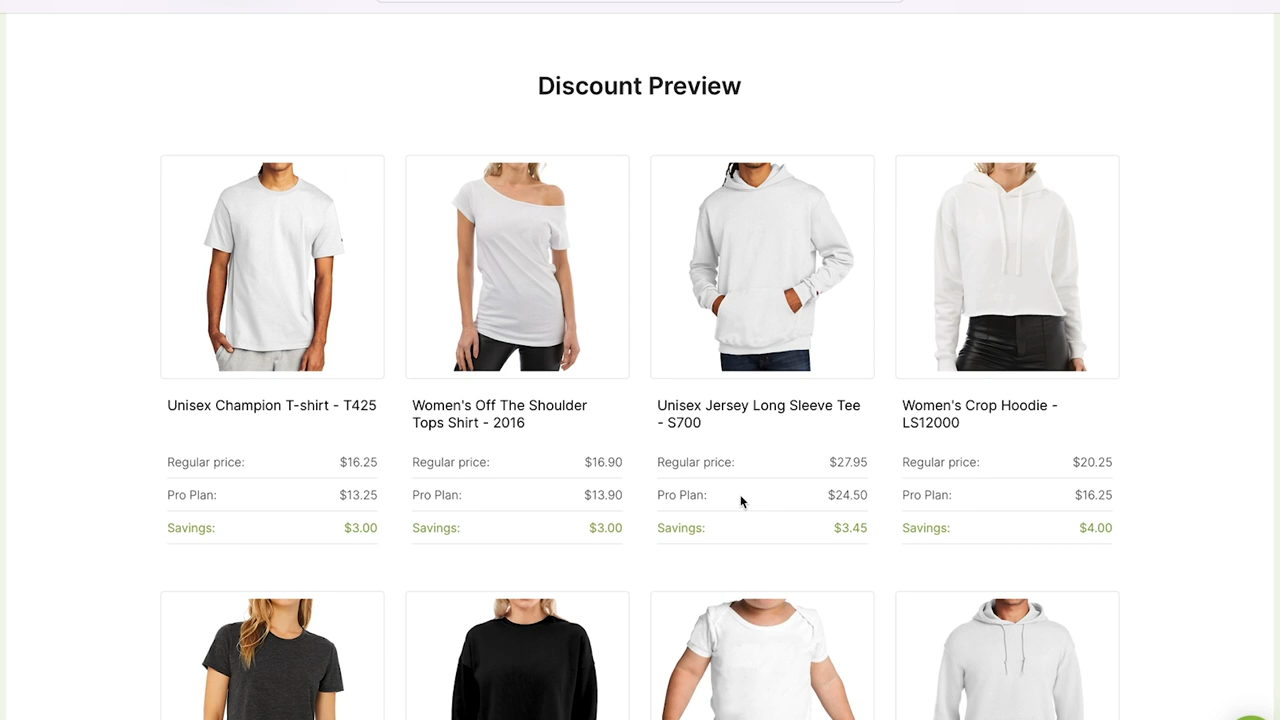 Discount Preview
Unisex Champion T-shirt - T425
Women's Off The Shoulder
Tops Shirt - 2016
Unisex Jersey Long Sleeve Tee
- S700
Women's Crop Hoodie -
LS12000
Regular price: $16.25
Pro Plan: $13.25
Savings: $3.00
Regular price: $16.90
Pro Plan: $13.90
Savings: $3.00
Regular price: $27.95
Pro Plan: $24.50
Savings: $3.45
Regular price: $20.25
Pro Plan: $16.25
Savings: $4.00